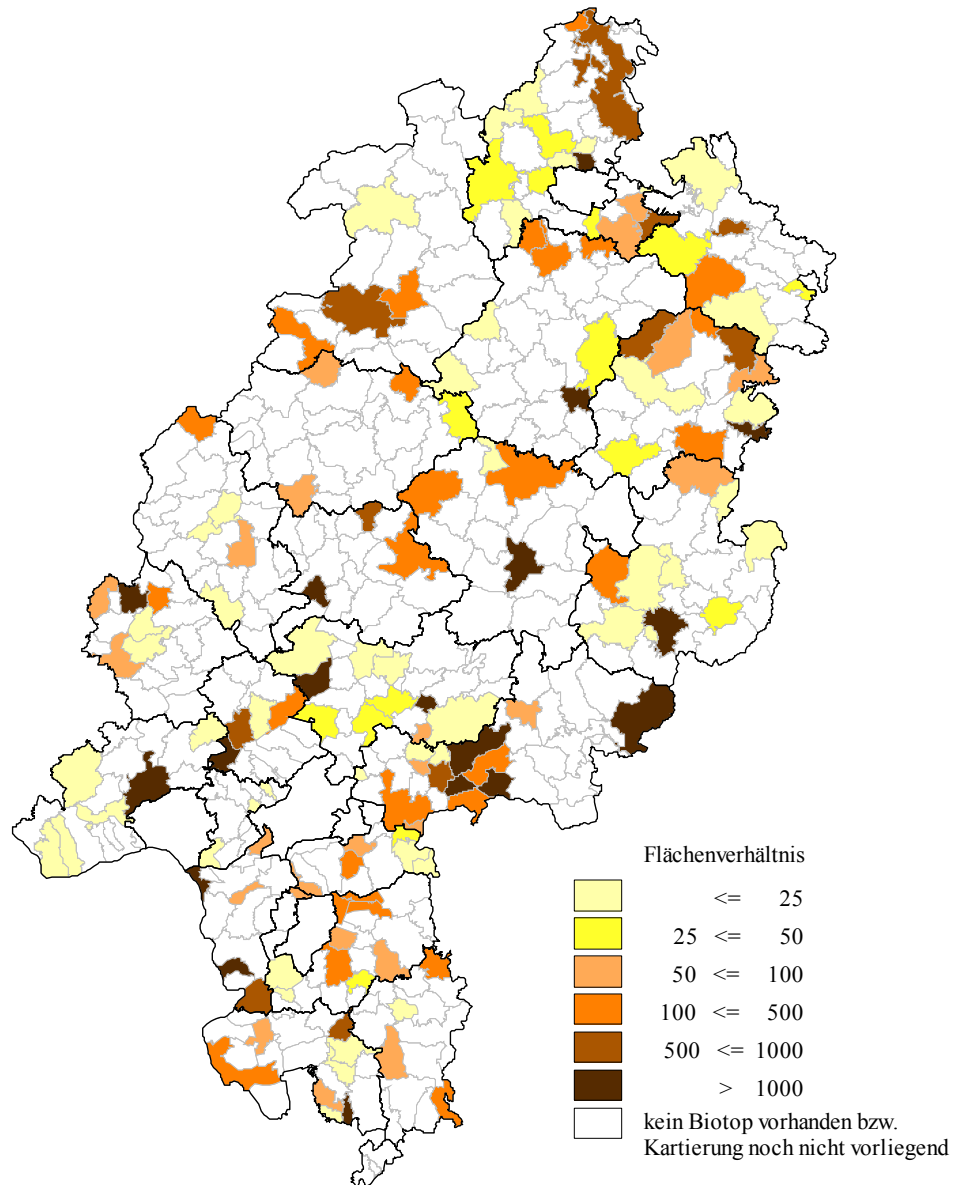 Flächenverhältnis
<= 25
25 <= 50
50 <= 100
100 <= 500
500 <= 1000
> 1000
kein Biotop vorhanden bzw.
Kartierung noch nicht vorliegend